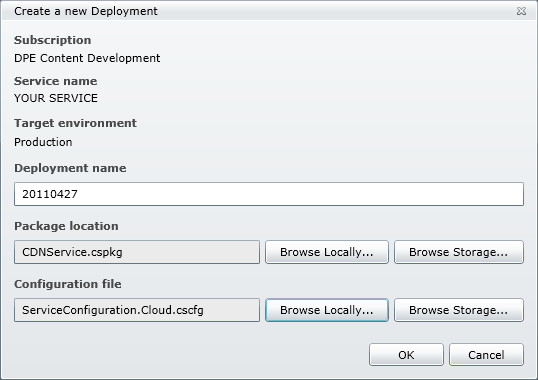 Create a new Deployment
Subscription
DPE Content Development
Service name
YOUR SERVICE
Target environment
Production
Deployment name
20110427
Package location
CDNService.cspkg Browse Locally... Browse Storage...
Configuration file
ServiceConfiguration.Cloud.cscfg Browse Locally... Browse Storage...
OK Cancel